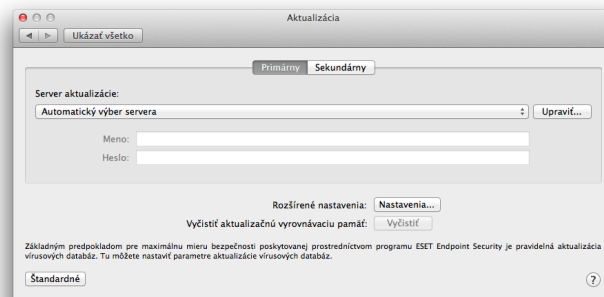 Aktualizácia
Ukázať všetko
Primárny Sekundárny
Server aktualizácie:
Automatický výber servera Upraviť...
Meno:
Heslo:
Rozšírené nastavenia: Nastavenia...
Vyčistiť aktualizačnú vyrovnávaciu pamäť: Vyčistiť
Základným predpokladom pre maximálnu mieru bezpečnosti poskytovanej prostredníctvom programu ESET Endpoint Security je pravidelná aktualizácia
vírusových databáz. Tu môžete nastaviť parametre aktualizácie vírusových databáz.
Štandardné ?